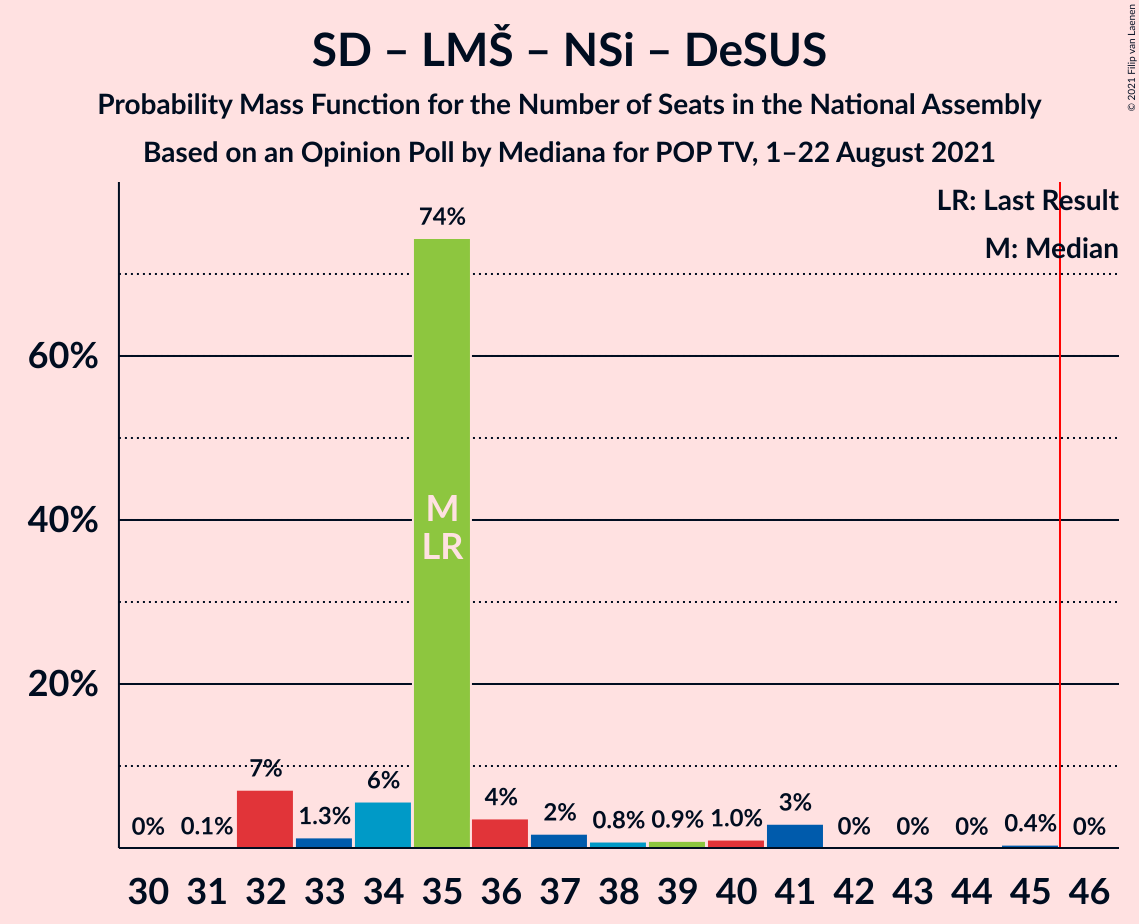 SD – LMŠ – NSi – DeSUS
Probability Mass Function for the Number of Seats in the National Assembly
Based on an Opinion Poll by Mediana for POP TV, 1–22 August 2021
© 2021 Filip van Laenen
LR: Last Result
M: Median
74%
60%
M
40%
LR
20%
7%
6%
4%
3%
2%
1.3%
1.0%
0.9%
0.8%
0.4%
0%
0.1%
0%
0%
0%
0%
30 31 32 33 34 35 36 37 38 39 40 41 42 43 44 45 46